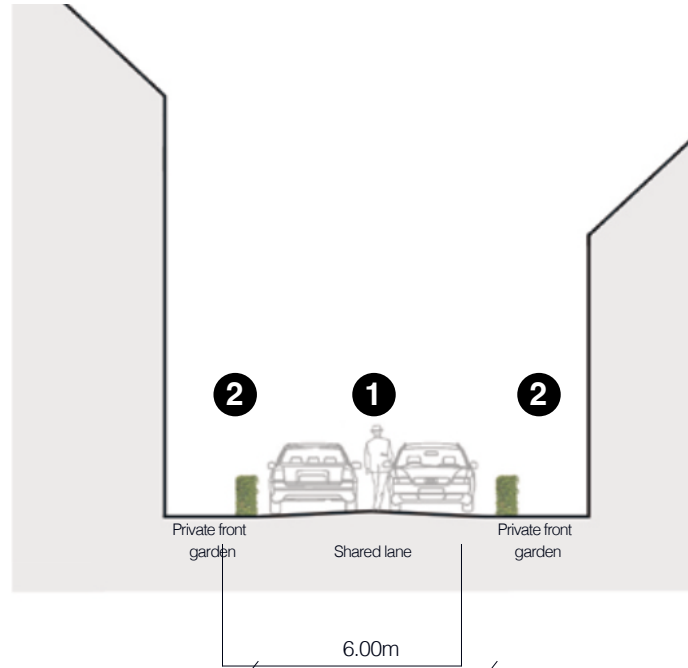 2
1
2
Private front
garden
Shared lane
Private front
garden
6.00m